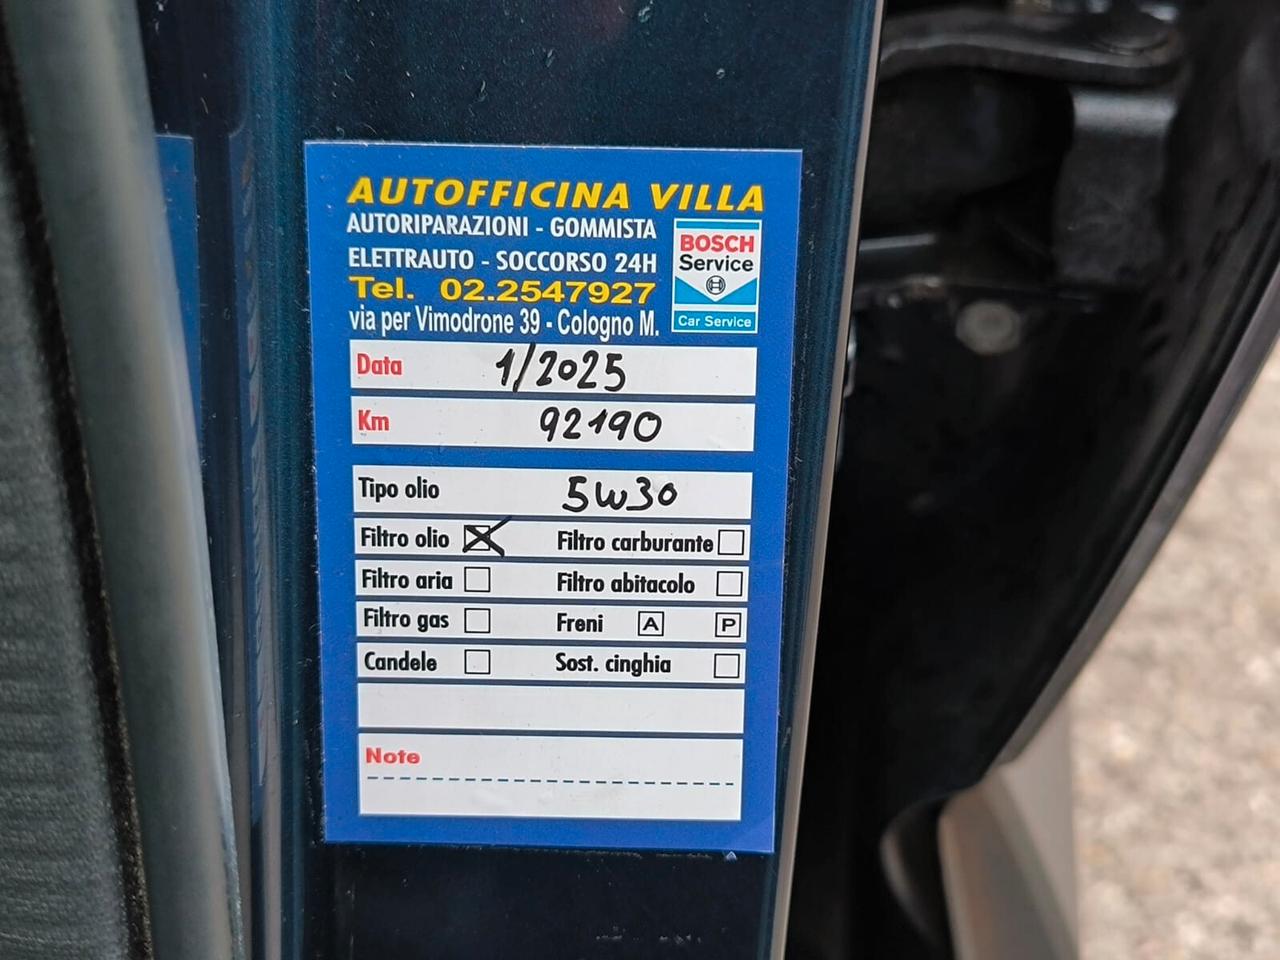 AUTOFFICINA VILLA
AUTORIPARAZIONI - GOMMISTA
ELETTRAUTO - SOCCORSO 24H
Tel. 02.2547927
via per Vimodrone 39 - Cologno M.
BOSCH
Service
Car Service
Data 1/2025
Km 92190
Tipo olio 5W30
Filtro olio Filtro carburante
Filtro aria Filtro abitacolo
Filtro gas Freni A P
Candele Sost. cinghia
Note